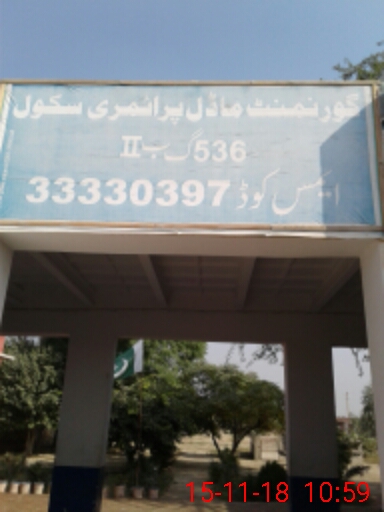 گورنمنٹ ماڈل پرائمری سکول
536 گ ب II
ایمس کوڈ 33330397
15-11-18 10:59